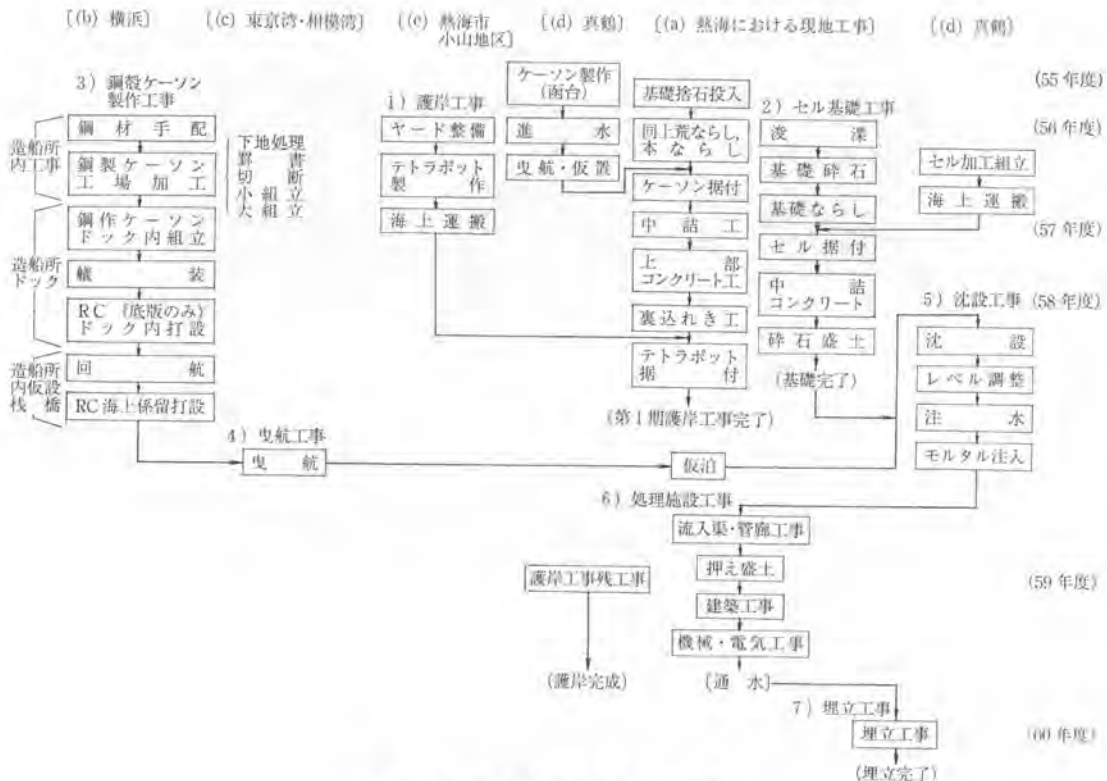 〔(b) 横浜〕
〔(c) 東京湾・相模湾〕
〔(e) 熱海市
小山地区〕
〔(d) 真鶴〕
〔(a) 熱海における現地工事〕
〔(d) 真鶴〕
(55年度)
(56年度)
(57年度)
(58年度)
(59年度)
(60年度)
3) 鋼殻ケーソン
製作工事
造船所
内工事
鋼材手配
鋼製ケーソン
工場加工
下地処理
罫書
切断
小組立
大組立
造船所
ドック
鋼作ケーソン
ドック内組立
艤装
RC (底版のみ)
ドック内打設
造船所
内仮設
桟橋
回航
RC海上係留打設
4) 曳航工事
曳航
仮泊
1) 護岸工事
ヤード整備
テトラポット
製作
海上運搬
ケーソン製作
(函台)
進水
曳航・仮置
基礎捨石投入
同上荒ならし,
本ならし
ケーソン据付
中詰工
上部
コンクリート工
裏込れき工
テトラポット
据付
(第1期護岸工事完了)
2) セル基礎工事
浚渫
基礎砕石
基礎ならし
セル据付
中詰
コンクリート
砕石盛土
(基礎完了)
セル加工組立
海上運搬
5) 沈設工事
沈設
レベル調整
注水
モルタル注入
6) 処理施設工事
流入渠・管廊工事
押え盛土
建築工事
機械・電気工事
〔通水〕
護岸工事残工事
(護岸完成)
7) 埋立工事
埋立工事
(埋立完了)